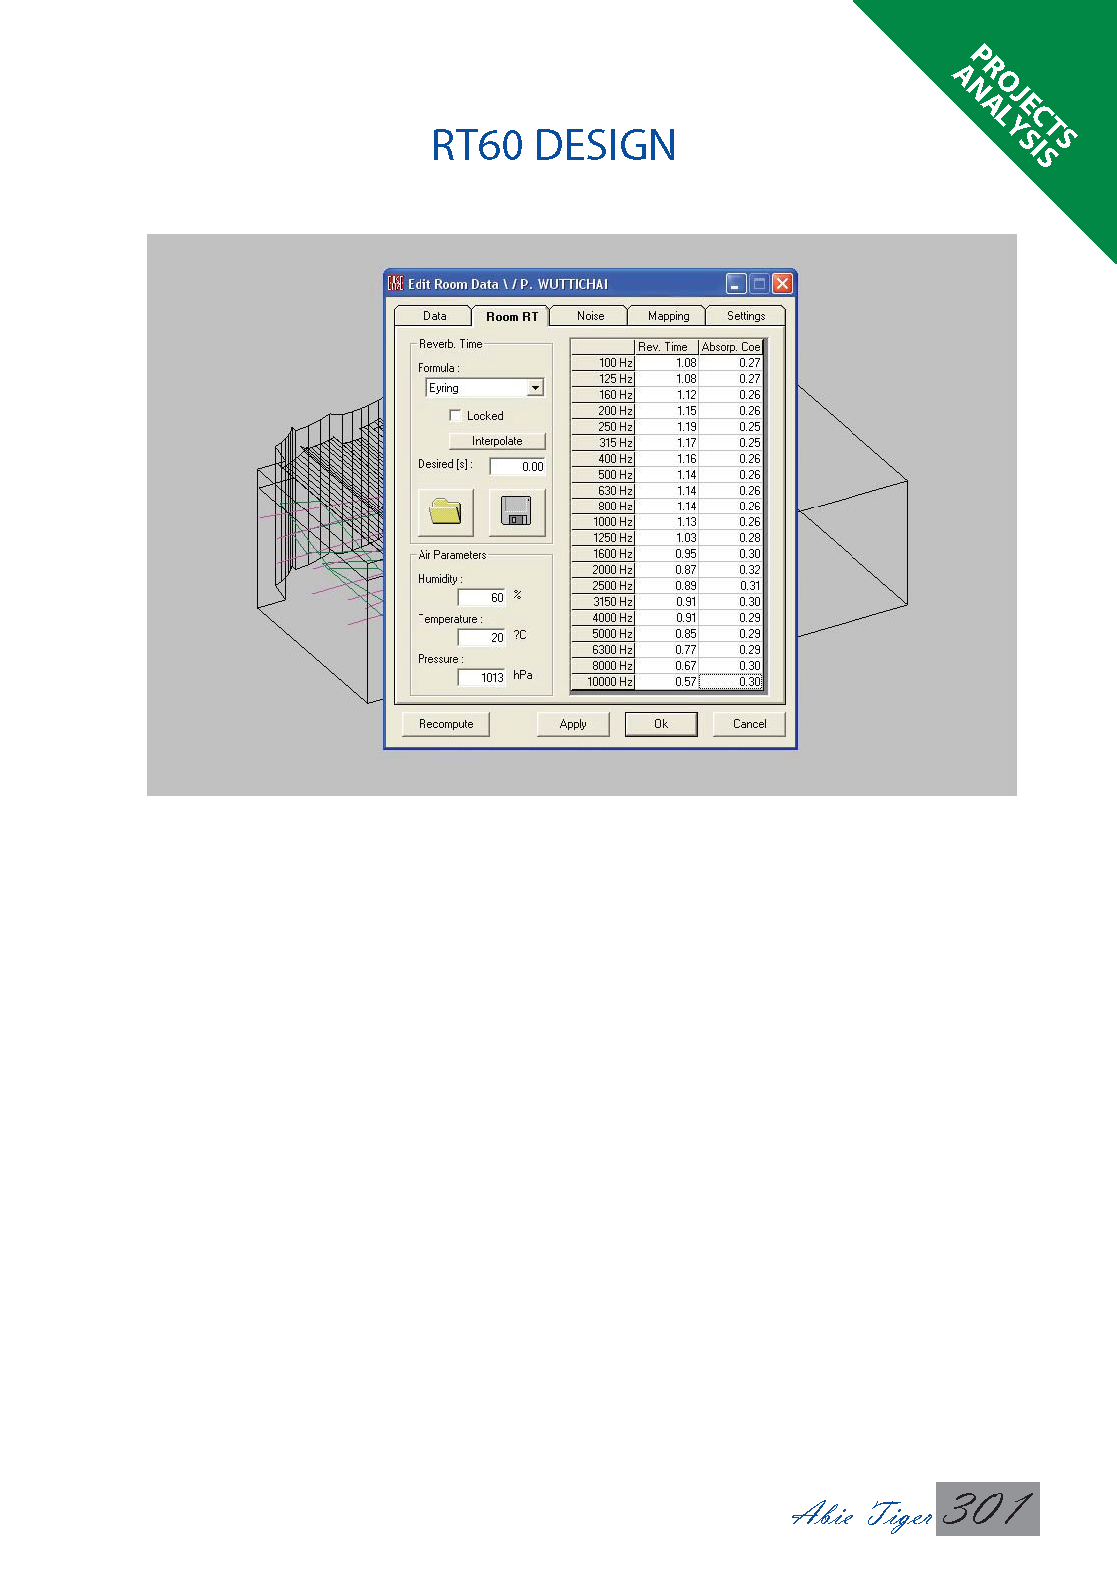 PROJECTS
ANALYSIS
RT60 DESIGN
EASE Edit Room Data \ / P. WUTTICHAI
Data Room RT Noise Mapping Settings
Reverb. Time
Formula :
Eyring
Locked
Interpolate
Desired [s] : 0.00
Air Parameters
Humidity :
60 %
Temperature :
20 ?C
Pressure :
1013 hPa
Rev. Time Absorp. Coe
100 Hz 1.08 0.27
125 Hz 1.08 0.27
160 Hz 1.12 0.26
200 Hz 1.15 0.26
250 Hz 1.19 0.25
315 Hz 1.17 0.25
400 Hz 1.16 0.26
500 Hz 1.14 0.26
630 Hz 1.14 0.26
800 Hz 1.14 0.26
1000 Hz 1.13 0.26
1250 Hz 1.03 0.28
1600 Hz 0.95 0.30
2000 Hz 0.87 0.32
2500 Hz 0.89 0.31
3150 Hz 0.91 0.30
4000 Hz 0.91 0.29
5000 Hz 0.85 0.29
6300 Hz 0.77 0.29
8000 Hz 0.67 0.30
10000 Hz 0.57 0.30
Recompute Apply Ok Cancel
Abie Tiger 301